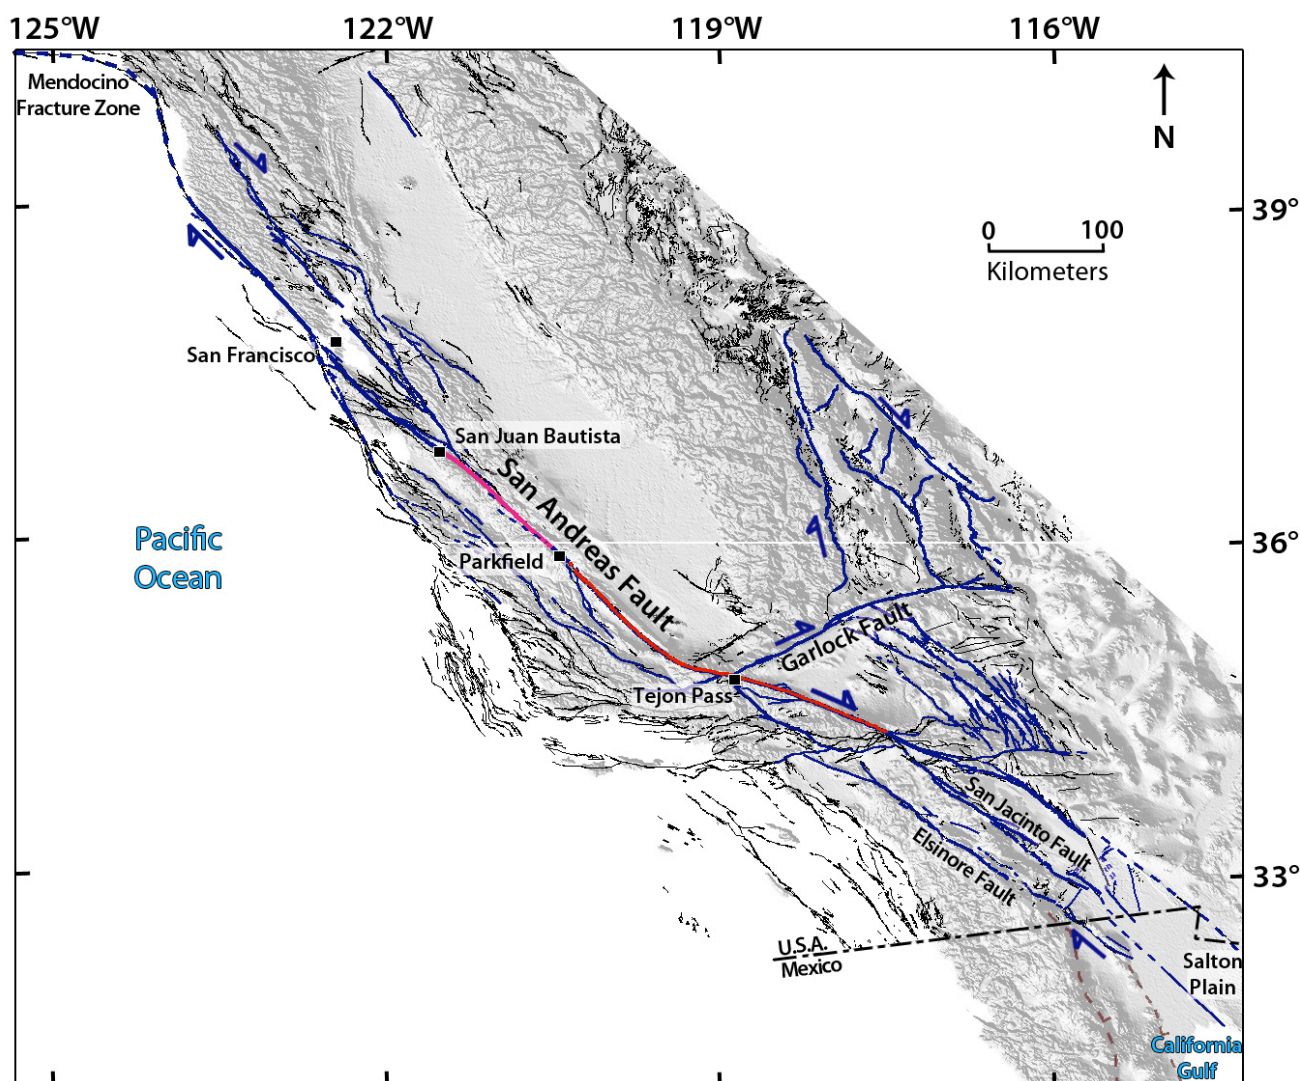 125°W
122°W
119°W
116°W
Mendocino
Fracture Zone
N
39°
0
100
Kilometers
San Francisco
San Juan Bautista
San Andreas Fault
Pacific
Ocean
36°
Parkfield
Garlock Fault
Tejon Pass
San Jacinto Fault
Elsinore Fault
33°
U.S.A.
Mexico
Salton
Plain
California
Gulf